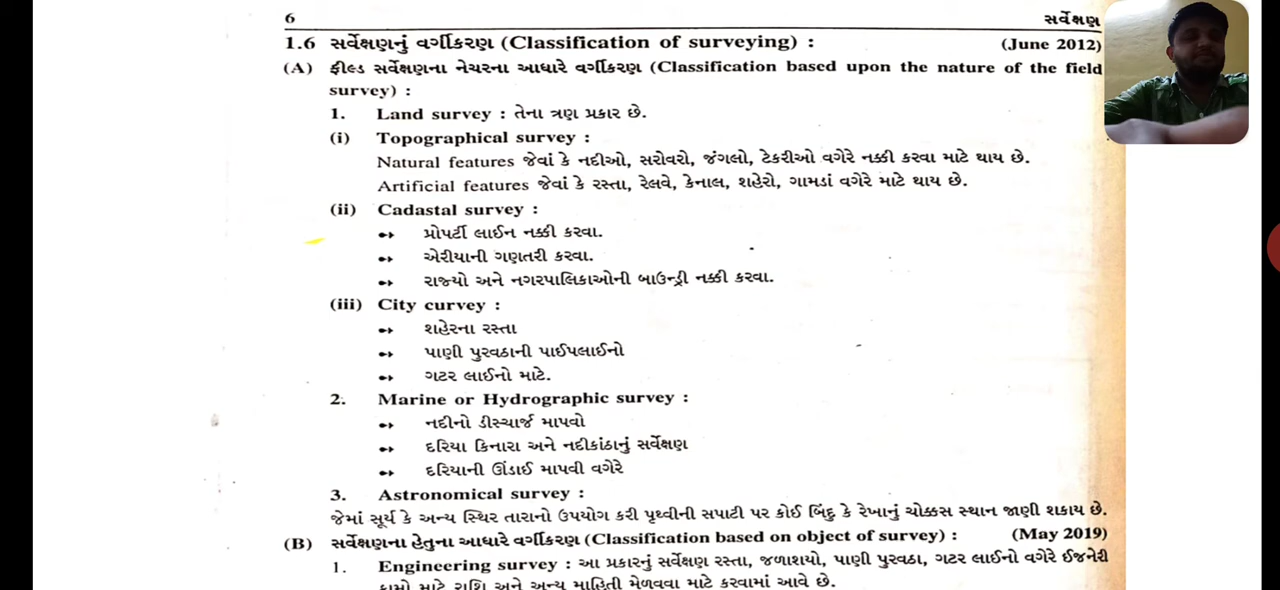 6
સર્વેક્ષણ
1.6 સર્વેક્ષણનું વર્ગીકરણ (Classification of surveying) : (June 2012)
(A) ફીલ્ડ સર્વેક્ષણના નેચરના આધારે વર્ગીકરણ (Classification based upon the nature of the field
survey) :
1. Land survey : તેના ત્રણ પ્રકાર છે.
(i) Topographical survey :
Natural features જેવાં કે નદીઓ, સરોવરો, જંગલો, ટેકરીઓ વગેરે નક્કી કરવા માટે થાય છે.
Artificial features જેવાં કે રસ્તા, રેલવે, કેનાલ, શહેરો, ગામડાં વગેરે માટે થાય છે.
(ii) Cadastal survey :
➻ પ્રોપર્ટી લાઈન નક્કી કરવા.
➻ એરીયાની ગણતરી કરવા.
➻ રાજ્યો અને નગરપાલિકાઓની બાઉન્ડ્રી નક્કી કરવા.
(iii) City curvey :
➻ શહેરના રસ્તા
➻ પાણી પુરવઠાની પાઈપલાઈનો
➻ ગટર લાઈનો માટે.
2. Marine or Hydrographic survey :
➻ નદીનો ડીસ્ચાર્જ માપવો
➻ દરિયા કિનારા અને નદીકાંઠાનું સર્વેક્ષણ
➻ દરિયાની ઊંડાઈ માપવી વગેરે
3. Astronomical survey :
જેમાં સૂર્ય કે અન્ય સ્થિર તારાનો ઉપયોગ કરી પૃથ્વીની સપાટી પર કોઈ બિંદુ કે રેખાનું ચોક્કસ સ્થાન જાણી શકાય છે.
(B) સર્વેક્ષણના હેતુના આધારે વર્ગીકરણ (Classification based on object of survey) : (May 2019)
1. Engineering survey : આ પ્રકારનું સર્વેક્ષણ રસ્તા, જળાશયો, પાણી પુરવઠા, ગટર લાઈનો વગેરે ઈજનેરી
કામો માટે રાશિ અને અન્ય માહિતી મેળવવા માટે કરવામાં આવે છે.